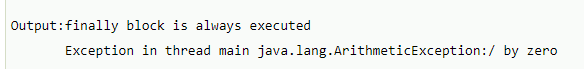 Output:finally block is always executed
Exception in thread main java.lang.ArithmeticException:/ by zero